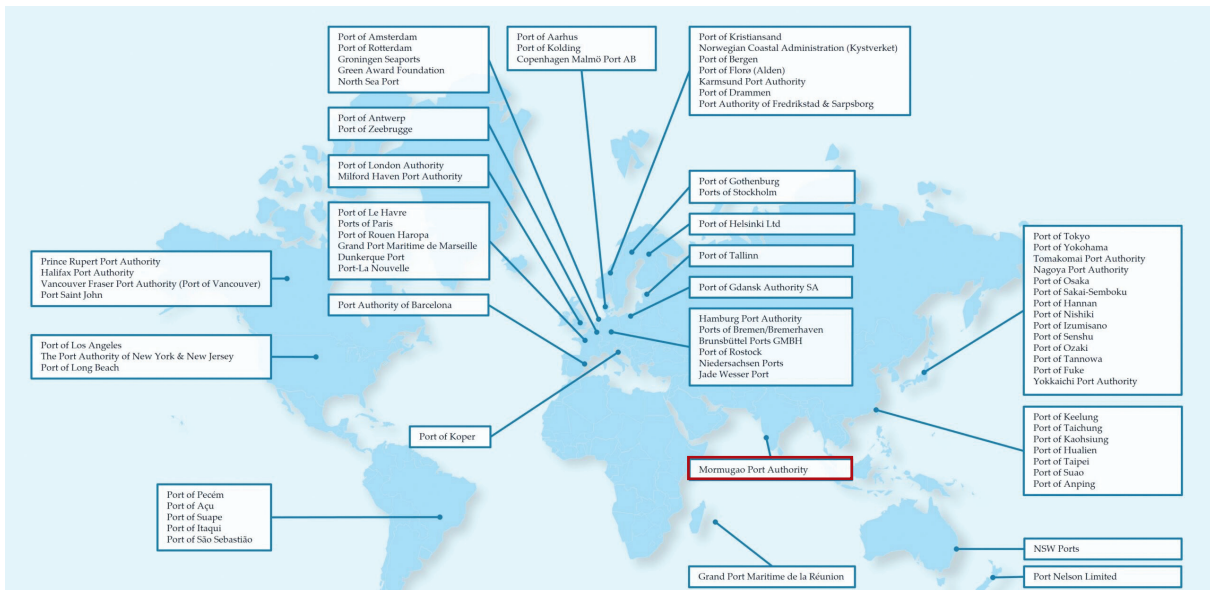 Port of Amsterdam
Port of Rotterdam
Groningen Seaports
Green Award Foundation
North Sea Port
Port of Aarhus
Port of Kolding
Copenhagen Malmö Port AB
Port of Kristiansand
Norwegian Coastal Administration (Kystverket)
Port of Bergen
Port of Florø (Alden)
Karmsund Port Authority
Port of Drammen
Port Authority of Fredrikstad & Sarpsborg
Port of Antwerp
Port of Zeebrugge
Port of London Authority
Milford Haven Port Authority
Port of Gothenburg
Ports of Stockholm
Port of Le Havre
Ports of Paris
Port of Rouen Haropa
Grand Port Maritime de Marseille
Dunkerque Port
Port-La Nouvelle
Port of Helsinki Ltd
Port of Tallinn
Port of Gdansk Authority SA
Prince Rupert Port Authority
Halifax Port Authority
Vancouver Fraser Port Authority (Port of Vancouver)
Port Saint John
Port Authority of Barcelona
Hamburg Port Authority
Ports of Bremen/Bremerhaven
Brunsbüttel Ports GMBH
Port of Rostock
Niedersachsen Ports
Jade Wesser Port
Port of Tokyo
Port of Yokohama
Tomakomai Port Authority
Nagoya Port Authority
Port of Osaka
Port of Sakai-Semboku
Port of Hannan
Port of Nishiki
Port of Izumisano
Port of Senshu
Port of Ozaki
Port of Tannowa
Port of Fuke
Yokkaichi Port Authority
Port of Los Angeles
The Port Authority of New York & New Jersey
Port of Long Beach
Port of Koper
Mormugao Port Authority
Port of Keelung
Port of Taichung
Port of Kaohsiung
Port of Hualien
Port of Taipei
Port of Suao
Port of Anping
Port of Pecém
Port of Açu
Port of Suape
Port of Itaqui
Port of São Sebastião
Grand Port Maritime de la Réunion
NSW Ports
Port Nelson Limited